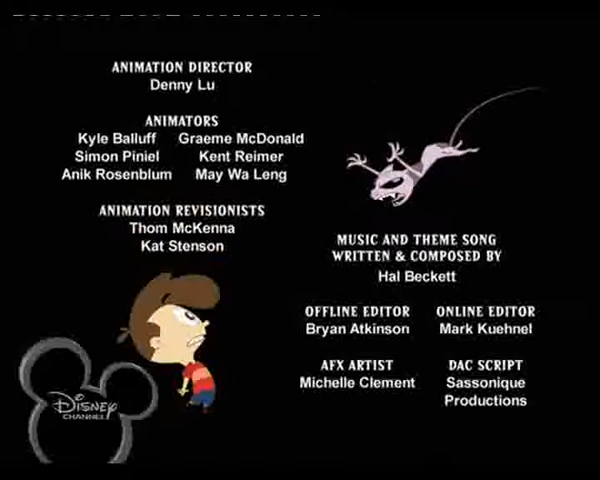 ANIMATION DIRECTOR
Denny Lu
ANIMATORS
Kyle Balluff Graeme McDonald
Simon Piniel Kent Reimer
Anik Rosenblum May Wa Leng
ANIMATION REVISIONISTS
Thom McKenna
Kat Stenson
MUSIC AND THEME SONG
WRITTEN & COMPOSED BY
Hal Beckett
OFFLINE EDITOR ONLINE EDITOR
Bryan Atkinson Mark Kuehnel
AFX ARTIST DAC SCRIPT
Michelle Clement Sassonique
Productions
DISNEY
CHANNEL